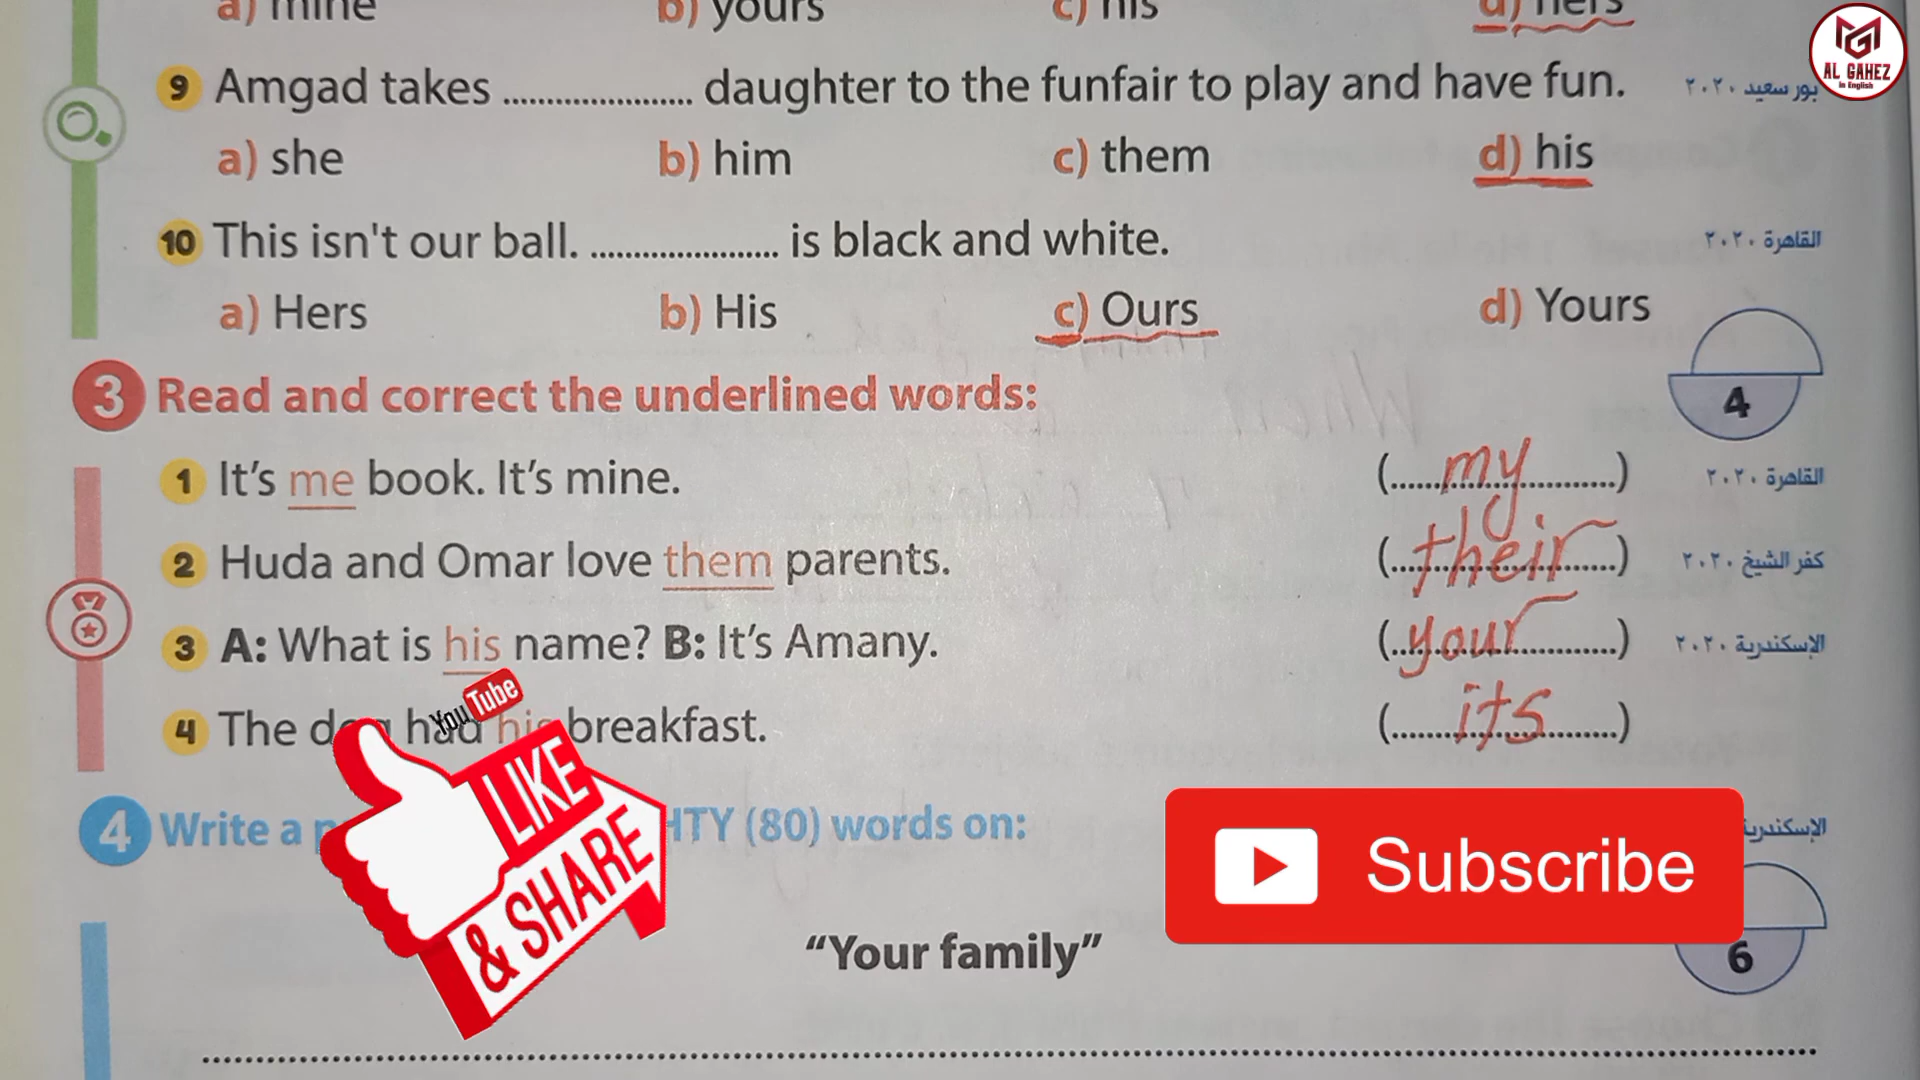 a) mine b) yours c) his d) hers
AL GAHEZ
in English
9 Amgad takes ..................... daughter to the funfair to play and have fun. بور سعيد ٢٠٢٠
a) she b) him c) them d) his
10 This isn't our ball. ..................... is black and white. القاهرة ٢٠٢٠
a) Hers b) His c) Ours d) Yours
3 Read and correct the underlined words: 4
1 It's me book. It's mine. (......my..........) القاهرة ٢٠٢٠
2 Huda and Omar love them parents. (..their......) كفر الشيخ ٢٠٢٠
3 A: What is his name? B: It's Amany. (..your..........) الإسكندرية ٢٠٢٠
YouTube
4 The dog had his breakfast. (.......its........)
LIKE
& SHARE
4 Write a (80) words on:
Subscribe
"Your family" 6